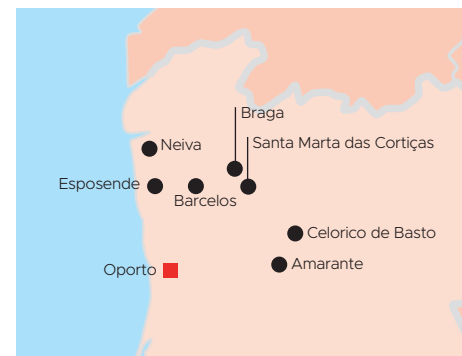 Braga
Neiva
Santa Marta das Cortiças
Esposende
Barcelos
Celorico de Basto
Oporto
Amarante